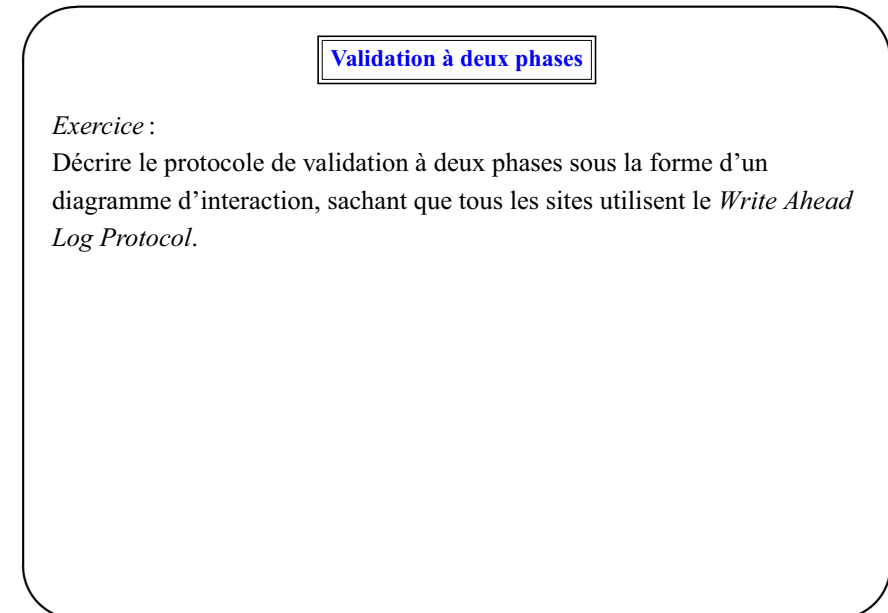 Validation à deux phases
Exercice :
Décrire le protocole de validation à deux phases sous la forme d'un
diagramme d'interaction, sachant que tous les sites utilisent le Write Ahead
Log Protocol.